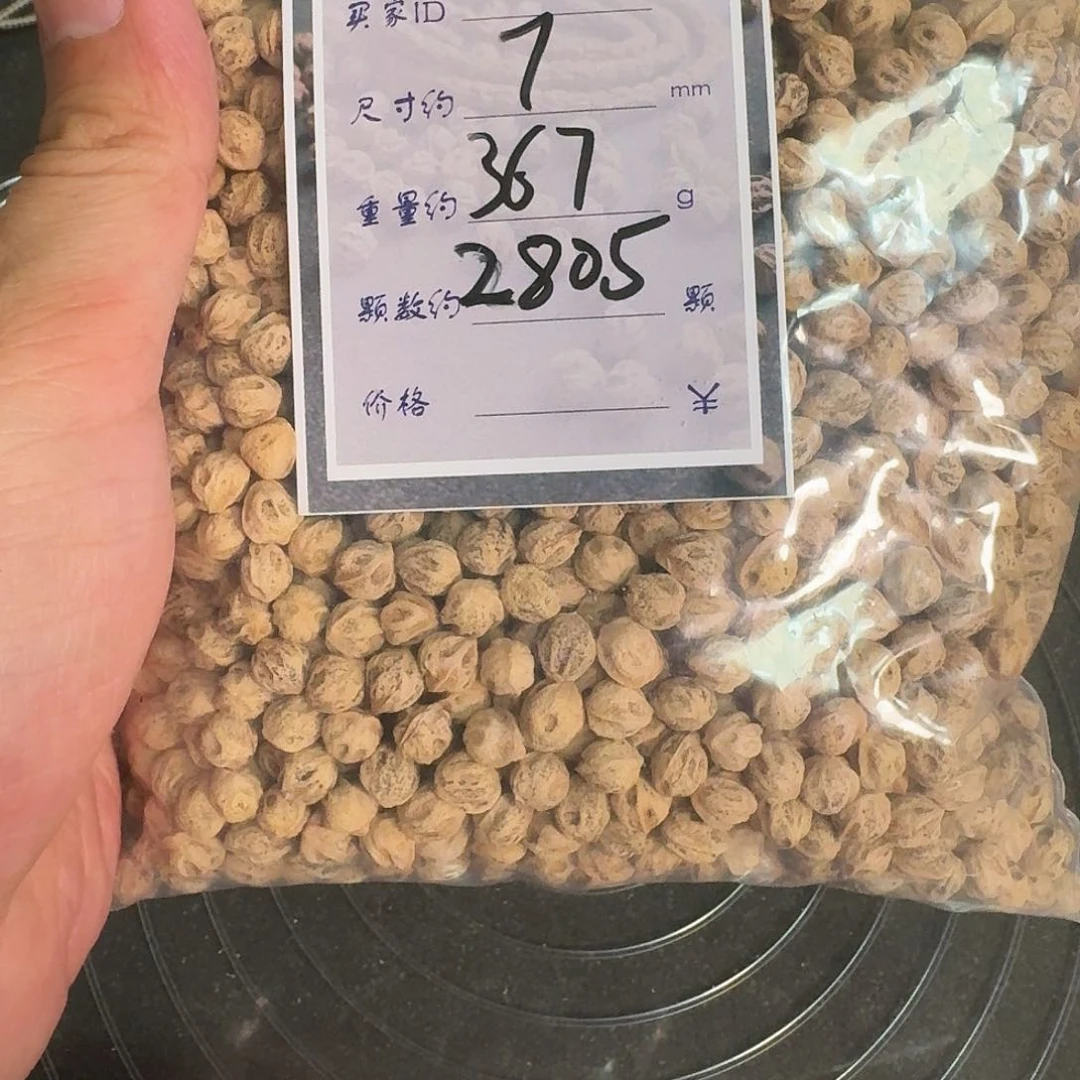 买家ID
尺寸约 7 mm
重量约 367 g
颗数约 2805 颗
价格 ¥